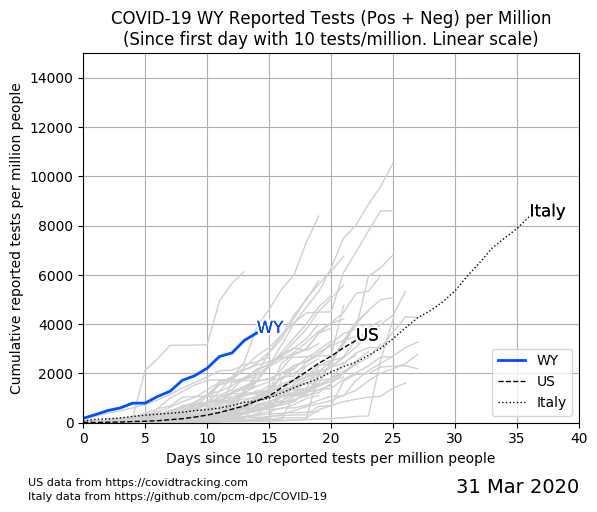 COVID-19 WY Reported Tests (Pos + Neg) per Million
(Since first day with 10 tests/million. Linear scale)
Cumulative reported tests per million people
14000
12000
10000
8000
6000
4000
2000
0
Italy
WY
US
WY
US
Italy
0 5 10 15 20 25 30 35 40
Days since 10 reported tests per million people
US data from https://covidtracking.com
Italy data from https://github.com/pcm-dpc/COVID-19
31 Mar 2020